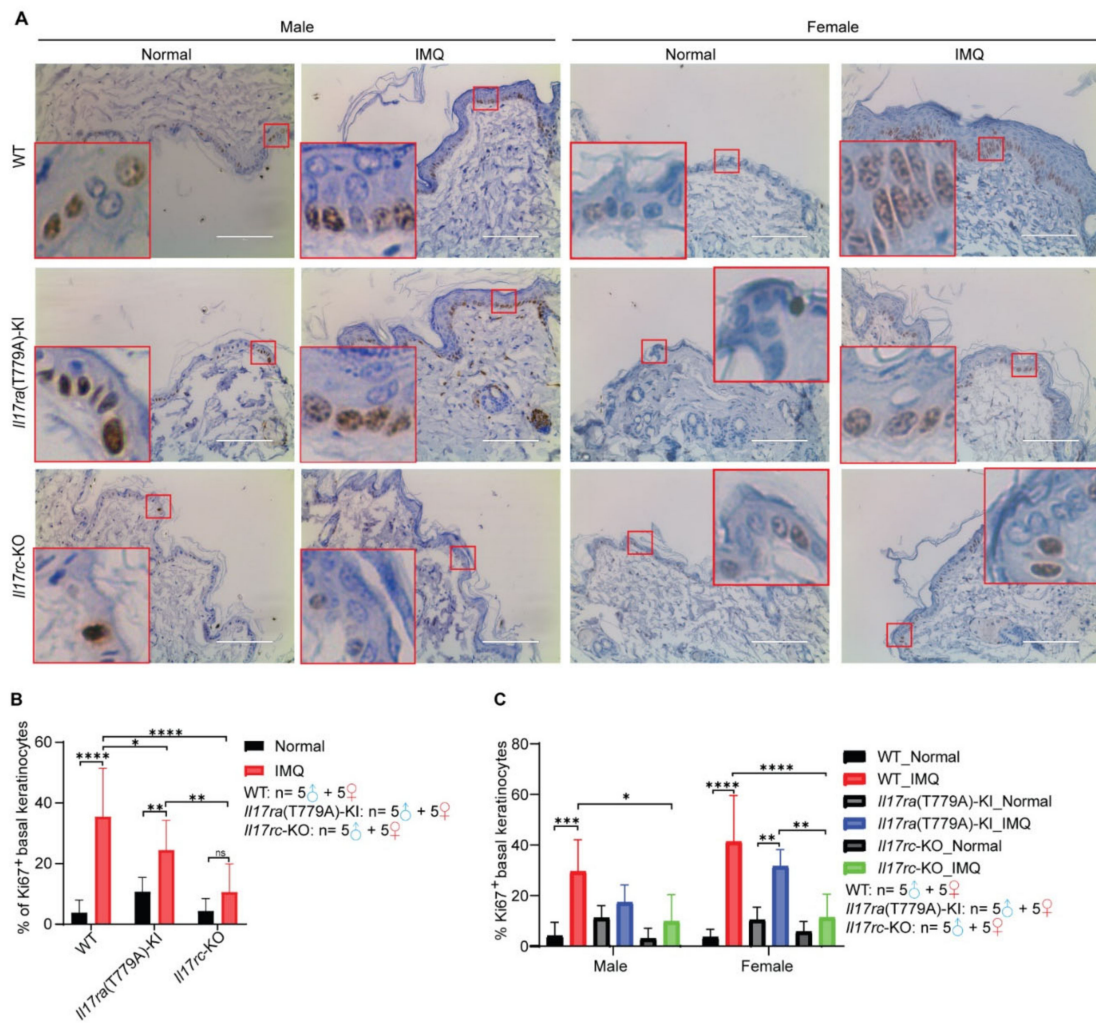 A
Male
Female
Normal
IMQ
Normal
IMQ
WT
Il17ra(T779A)-KI
Il17rc-KO
B
% of Ki67+ basal keratinocytes
60
40
20
0
****
*
****
**
**
ns
WT
Il17ra(T779A)-KI
Il17rc-KO
Normal
IMQ
WT: n= 5♂ + 5♀
Il17ra(T779A)-KI: n= 5♂ + 5♀
Il17rc-KO: n= 5♂ + 5♀
C
% Ki67+ basal keratinocytes
80
60
40
20
0
***
*
****
****
**
**
Male
Female
WT_Normal
WT_IMQ
Il17ra(T779A)-KI_Normal
Il17ra(T779A)-KI_IMQ
Il17rc-KO_Normal
Il17rc-KO_IMQ
WT: n= 5♂ + 5♀
Il17ra(T779A)-KI: n= 5♂ + 5♀
Il17rc-KO: n= 5♂ + 5♀